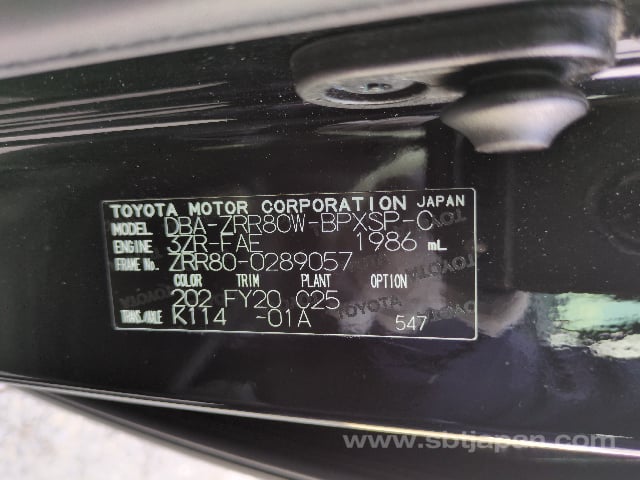 TOYOTA MOTOR CORPORATION JAPAN
MODEL DBA-ZRR80W-BPXSP-C
ENGINE 3ZR-FAE 1986 mL
FRAME No. ZRR80-0289057
COLOR TRIM PLANT OPTION
202 FY20 C25
TRANS/AXLE K114 -01A 547
TOYOTA
www.sbtjapan.com